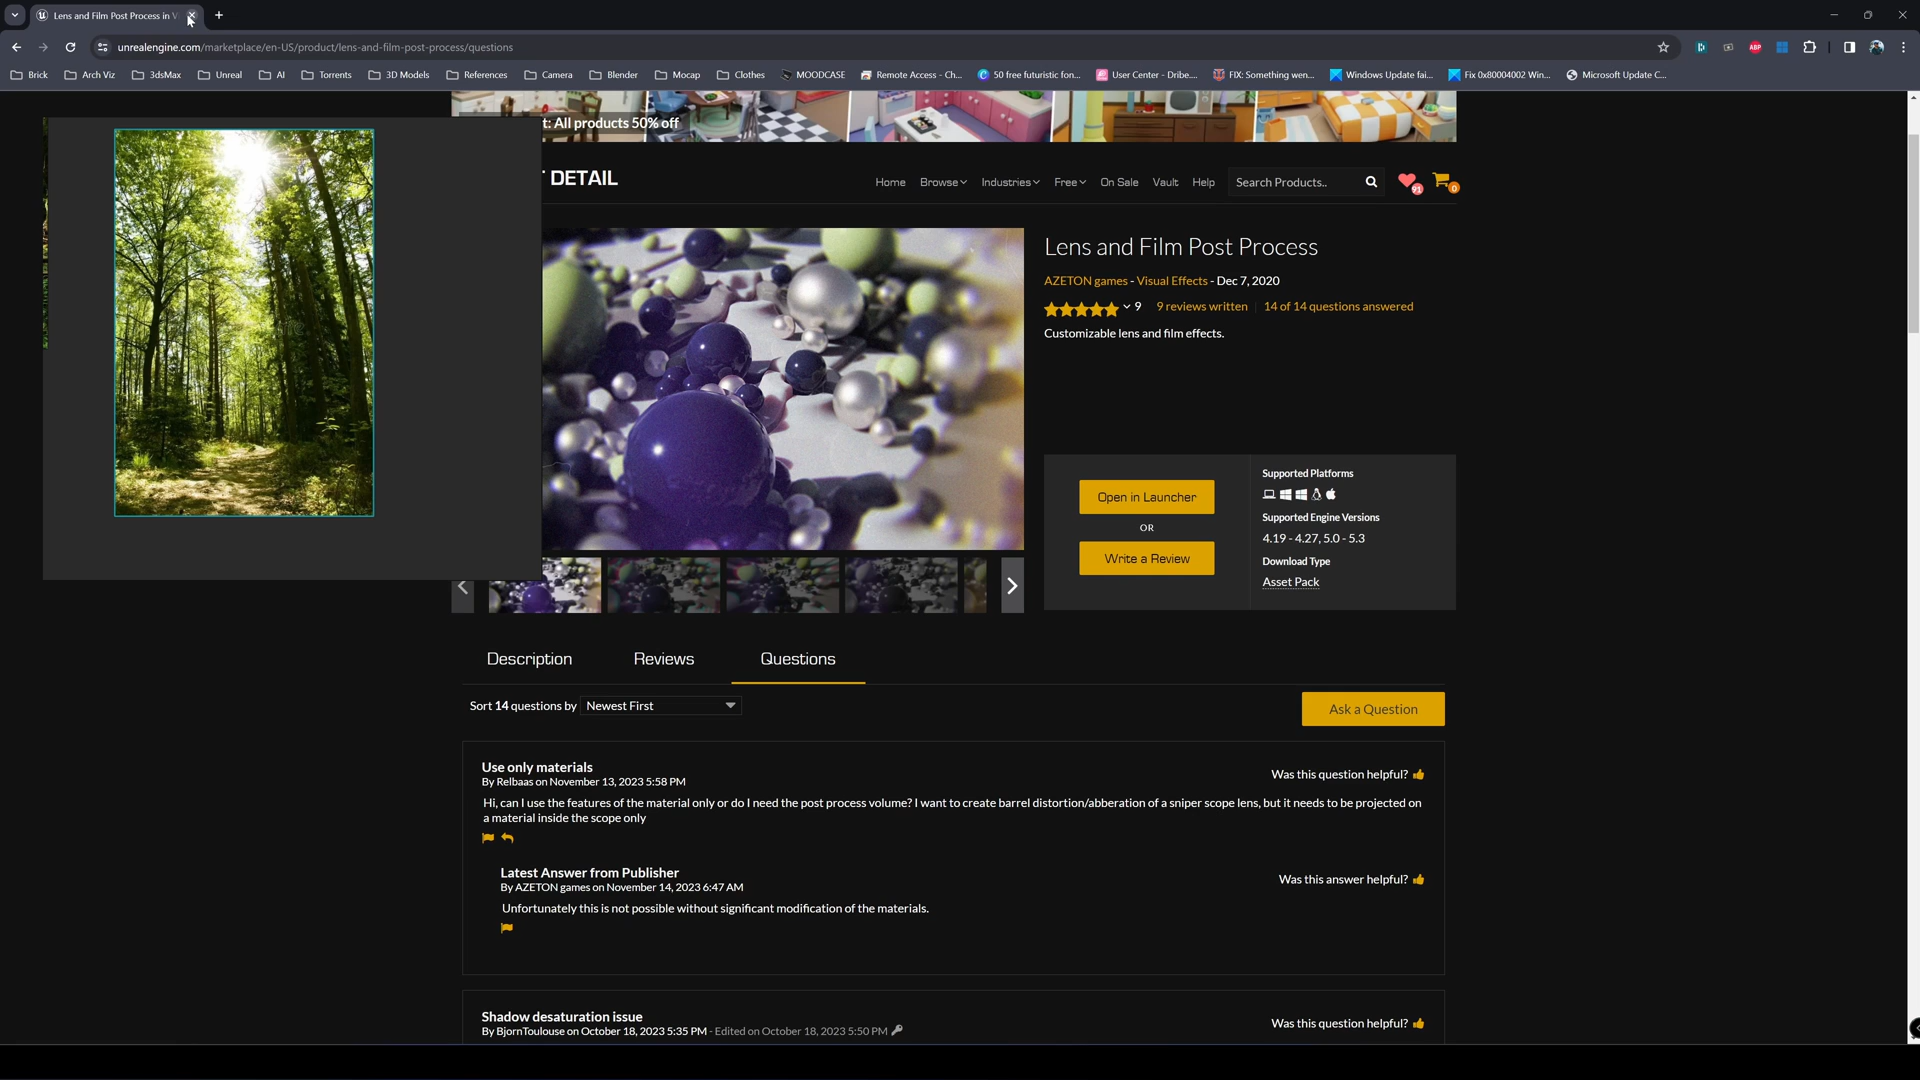 Lens and Film Post Process in V
unrealengine.com/marketplace/en-US/product/lens-and-film-post-process/questions
ABP
Brick
Arch Viz
3dsMax
Unreal
AI
Torrents
3D Models
References
Camera
Blender
Mocap
Clothes
MOODCASE
Remote Access - Ch...
50 free futuristic fon...
User Center - Dribe....
FIX: Something wen...
Windows Update fai...
Fix 0x80004002 Win...
Microsoft Update C...
t: All products 50% off
T DETAIL
Home
Browse
Industries
Free
On Sale
Vault
Help
Search Products..
91
0
Lens and Film Post Process
AZETON games - Visual Effects - Dec 7, 2020
9
9 reviews written
14 of 14 questions answered
Customizable lens and film effects.
Open in Launcher
OR
Write a Review
Supported Platforms
Supported Engine Versions
4.19 - 4.27, 5.0 - 5.3
Download Type
Asset Pack
Description
Reviews
Questions
Sort 14 questions by
Newest First
Ask a Question
Use only materials
By Relbaas on November 13, 2023 5:58 PM
Was this question helpful?
Hi, can I use the features of the material only or do I need the post process volume? I want to create barrel distortion/abberation of a sniper scope lens, but it needs to be projected on
a material inside the scope only
Latest Answer from Publisher
By AZETON games on November 14, 2023 6:47 AM
Was this answer helpful?
Unfortunately this is not possible without significant modification of the materials.
Shadow desaturation issue
By BjornToulouse on October 18, 2023 5:35 PM - Edited on October 18, 2023 5:50 PM
Was this question helpful?